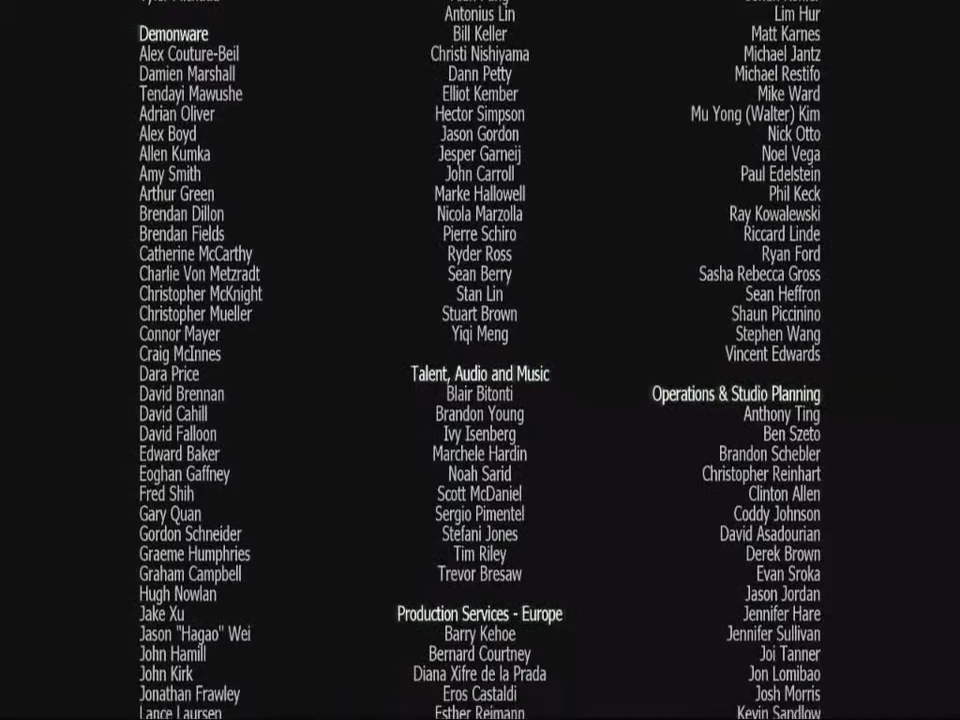 Demonware
Alex Couture-Beil
Damien Marshall
Tendayi Mawushe
Adrian Oliver
Alex Boyd
Allen Kumka
Amy Smith
Arthur Green
Brendan Dillon
Brendan Fields
Catherine McCarthy
Charlie Von Metzradt
Christopher McKnight
Christopher Mueller
Connor Mayer
Craig McInnes
Dara Price
David Brennan
David Cahill
David Falloon
Edward Baker
Eoghan Gaffney
Fred Shih
Gary Quan
Gordon Schneider
Graeme Humphries
Graham Campbell
Hugh Nowlan
Jake Xu
Jason "Hagao" Wei
John Hamill
John Kirk
Jonathan Frawley
Lance Laursen
Antonius Lin
Bill Keller
Christi Nishiyama
Dann Petty
Elliot Kember
Hector Simpson
Jason Gordon
Jesper Garneij
John Carroll
Marke Hallowell
Nicola Marzolla
Pierre Schiro
Ryder Ross
Sean Berry
Stan Lin
Stuart Brown
Yiqi Meng
Talent, Audio and Music
Blair Bitonti
Brandon Young
Ivy Isenberg
Marchele Hardin
Noah Sarid
Scott McDaniel
Sergio Pimentel
Stefani Jones
Tim Riley
Trevor Bresaw
Production Services - Europe
Barry Kehoe
Bernard Courtney
Diana Xifre de la Prada
Eros Castaldi
Esther Reimann
Lim Hur
Matt Karnes
Michael Jantz
Michael Restifo
Mike Ward
Mu Yong (Walter) Kim
Nick Otto
Noel Vega
Paul Edelstein
Phil Keck
Ray Kowalewski
Riccard Linde
Ryan Ford
Sasha Rebecca Gross
Sean Heffron
Shaun Piccinino
Stephen Wang
Vincent Edwards
Operations & Studio Planning
Anthony Ting
Ben Szeto
Brandon Schebler
Christopher Reinhart
Clinton Allen
Coddy Johnson
David Asadourian
Derek Brown
Evan Sroka
Jason Jordan
Jennifer Hare
Jennifer Sullivan
Joi Tanner
Jon Lomibao
Josh Morris
Kevin Sandlow